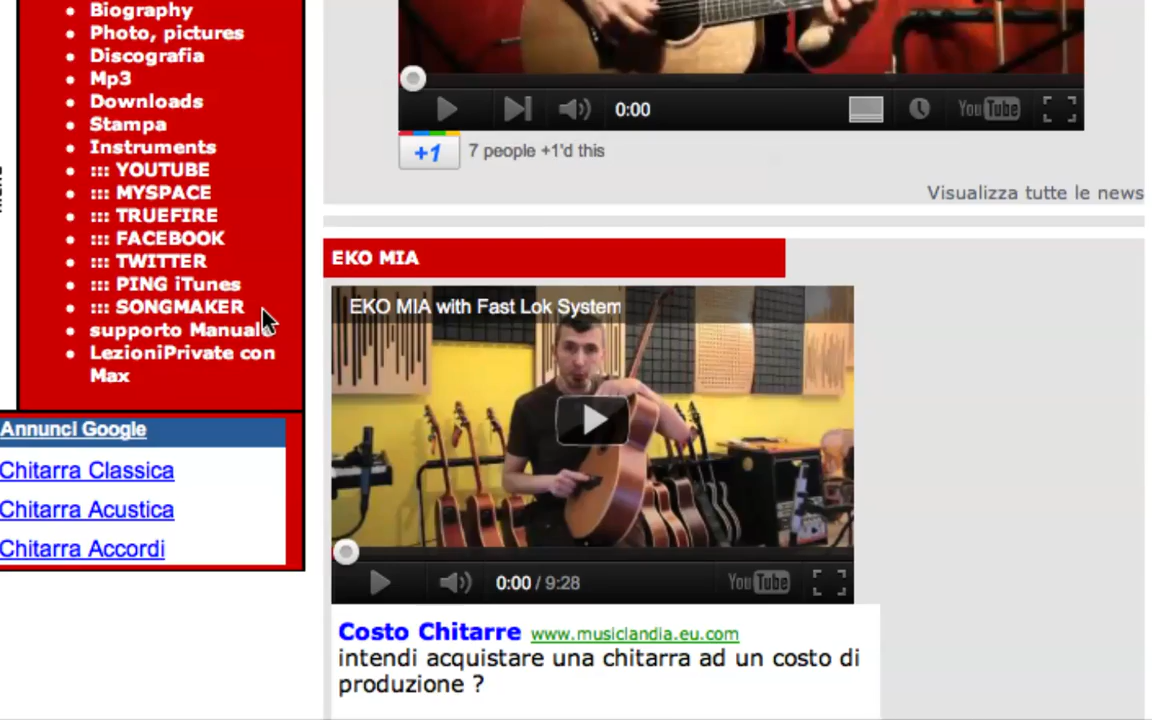 Biography
Photo, pictures
Discografia
Mp3
Downloads
Stampa
Instruments
::: YOUTUBE
::: MYSPACE
::: TRUEFIRE
::: FACEBOOK
::: TWITTER
::: PING iTunes
::: SONGMAKER
supporto Manuale
LezioniPrivate con
Max
Annunci Google
Chitarra Classica
Chitarra Acustica
Chitarra Accordi
0:00
YouTube
+1
7 people +1'd this
Visualizza tutte le news
EKO MIA
EKO MIA with Fast Lok System
0:00 / 9:28
YouTube
Costo Chitarre www.musiclandia.eu.com
intendi acquistare una chitarra ad un costo di
produzione ?